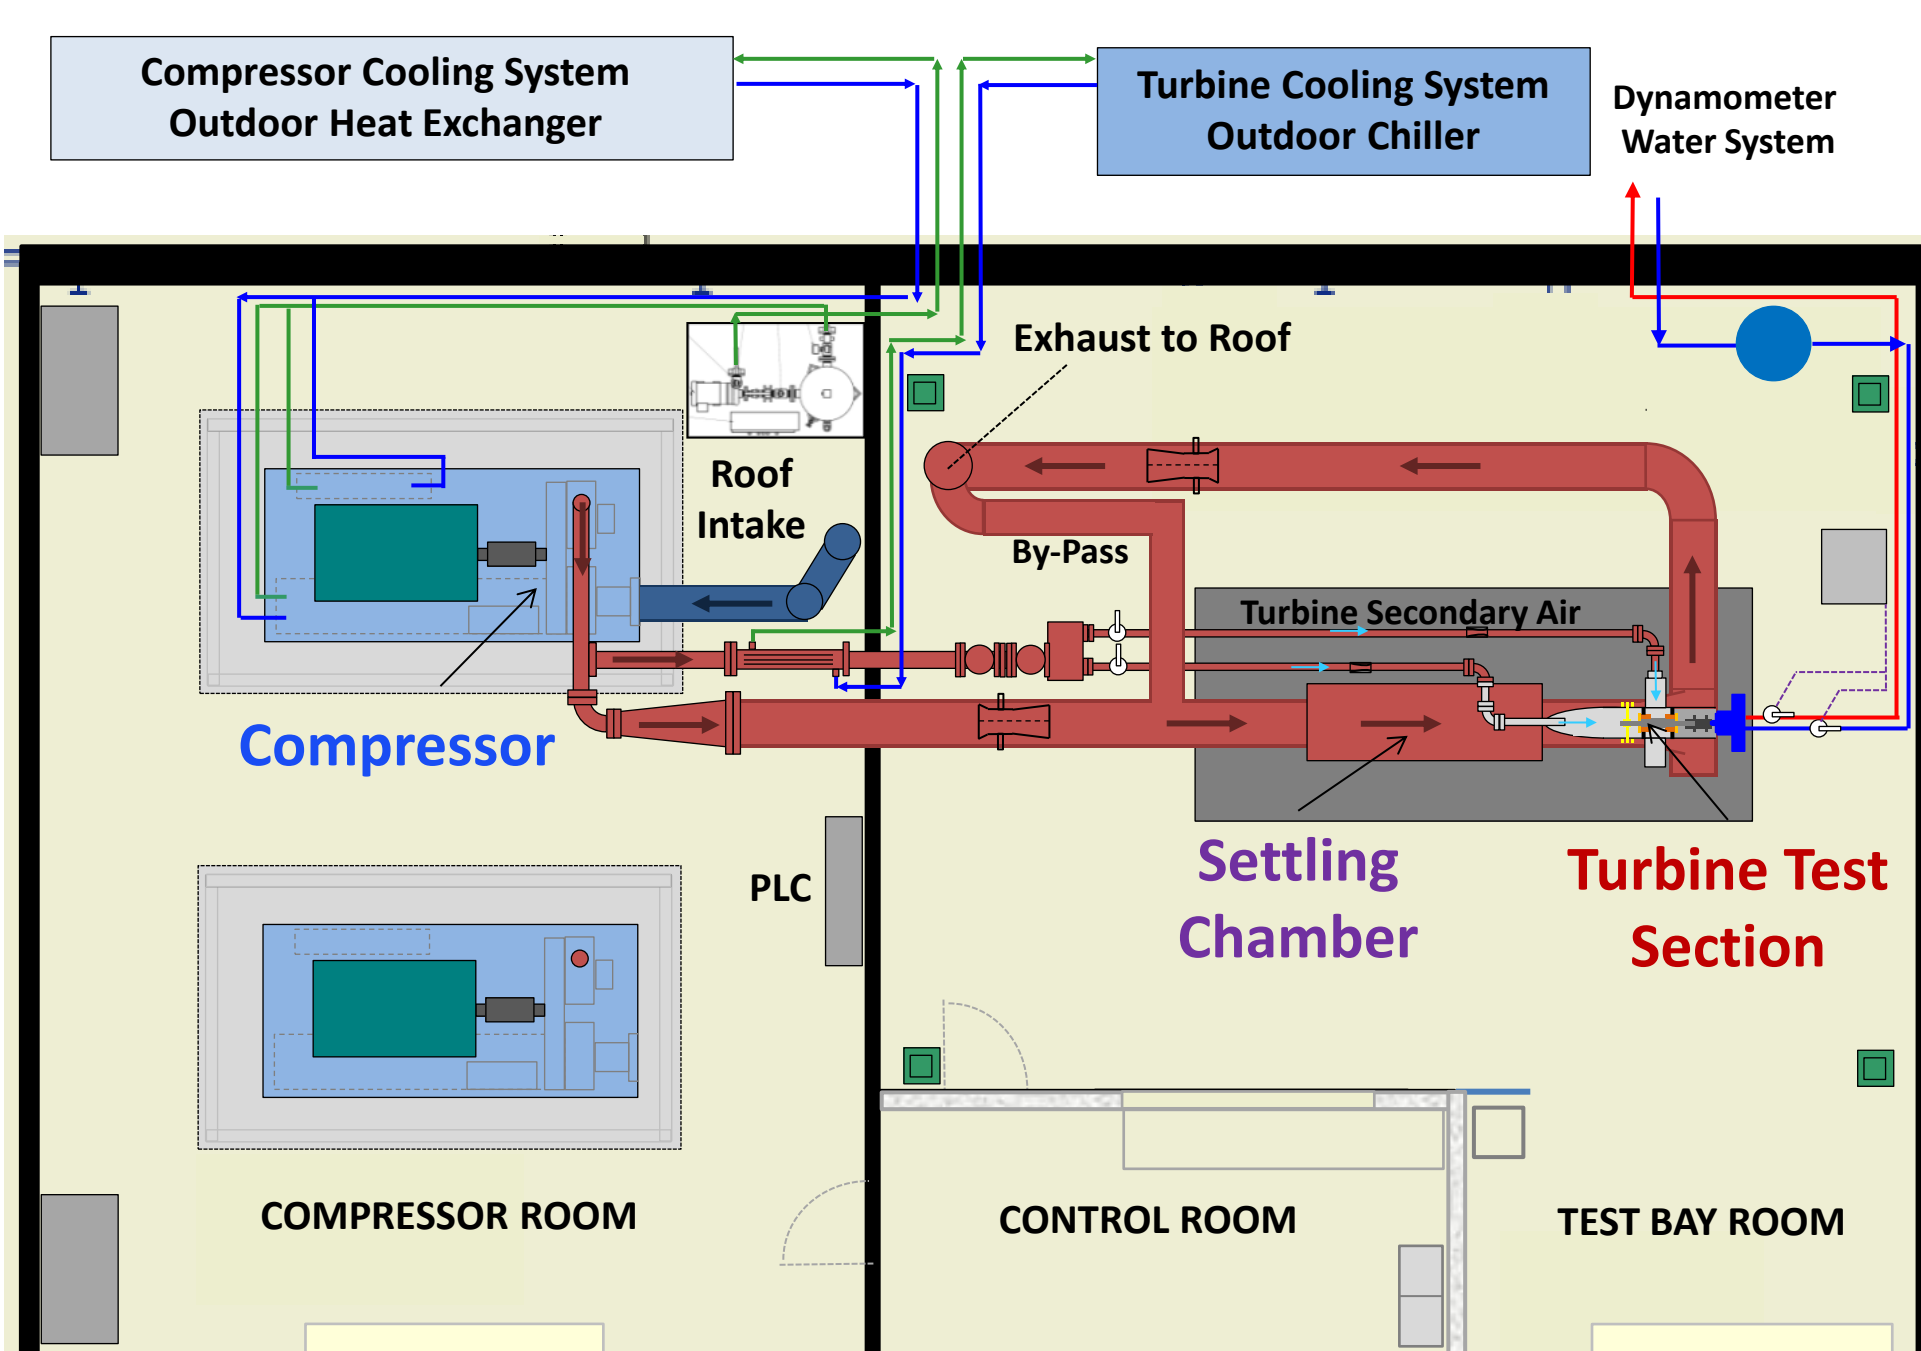 Compressor Cooling System
Outdoor Heat Exchanger
Turbine Cooling System
Outdoor Chiller
Dynamometer
Water System
Exhaust to Roof
Roof
Intake
By-Pass
Turbine Secondary Air
Compressor
Settling
Chamber
Turbine Test
Section
PLC
COMPRESSOR ROOM
CONTROL ROOM
TEST BAY ROOM